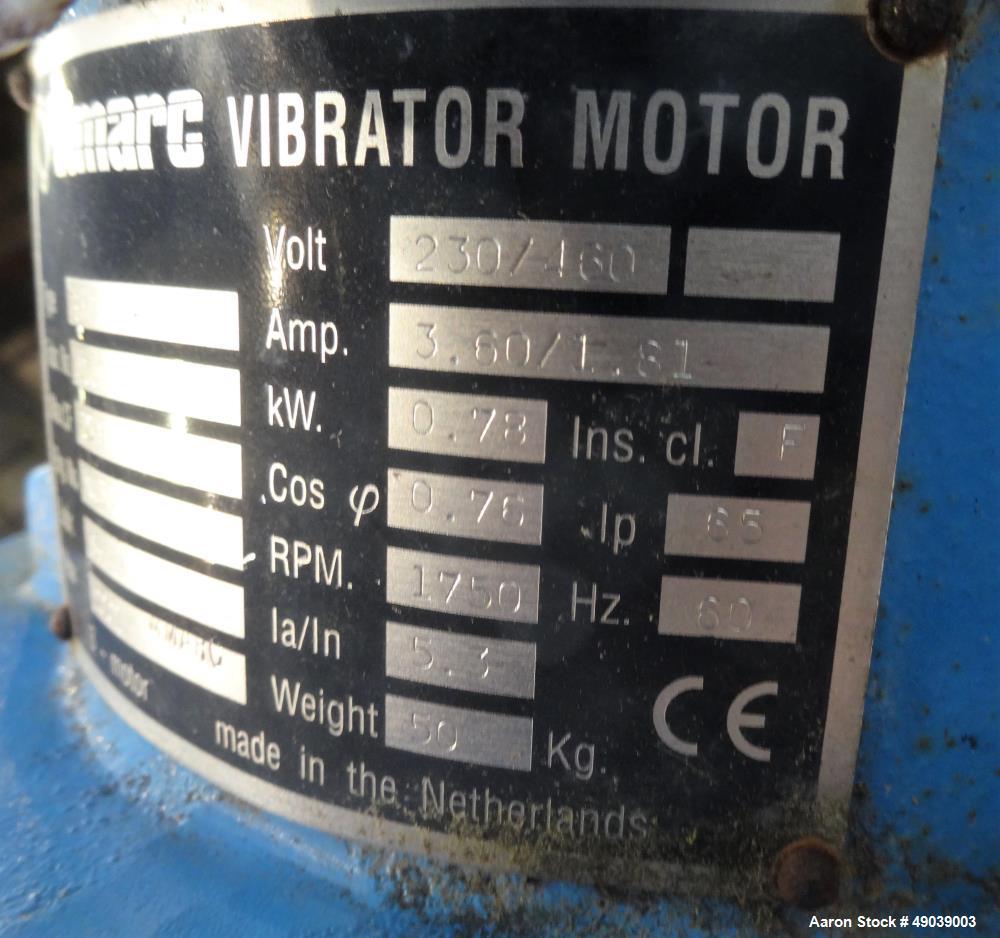 VIBRATOR MOTOR
Volt 230/460
Amp. 3.60/1.81
kW. 0.78 Ins. cl. F
Cos φ 0.76 Ip 65
RPM. 1750 Hz. 60
Ia/In 5.3
Weight 50 Kg.
CE
- motor
made in the Netherlands
Aaron Stock # 49039003